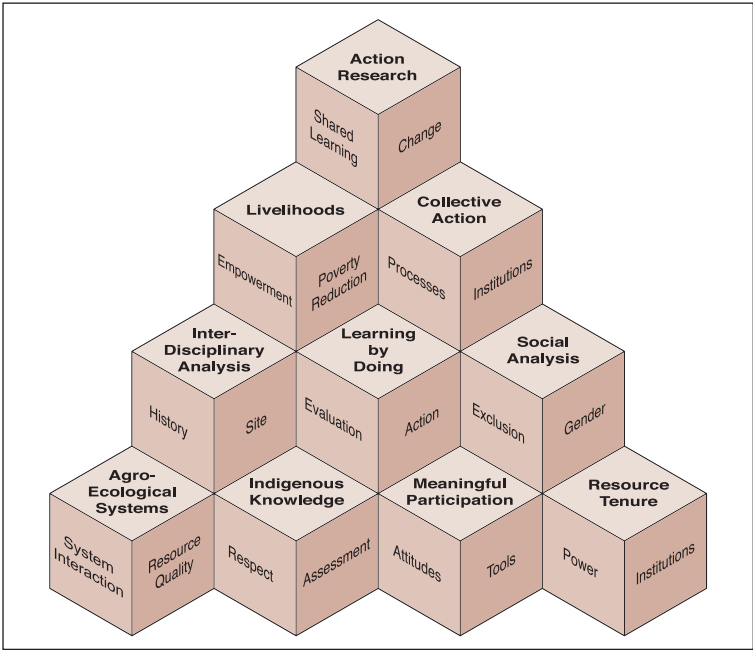 Action
Research
Shared
Learning
Change
Livelihoods
Collective
Action
Empowerment
Poverty
Reduction
Processes
Institutions
Inter-
Disciplinary
Analysis
Learning
by
Doing
Social
Analysis
History
Site
Evaluation
Action
Exclusion
Gender
Agro-
Ecological
Systems
Indigenous
Knowledge
Meaningful
Participation
Resource
Tenure
System
Interaction
Resource
Quality
Respect
Assessment
Attitudes
Tools
Power
Institutions